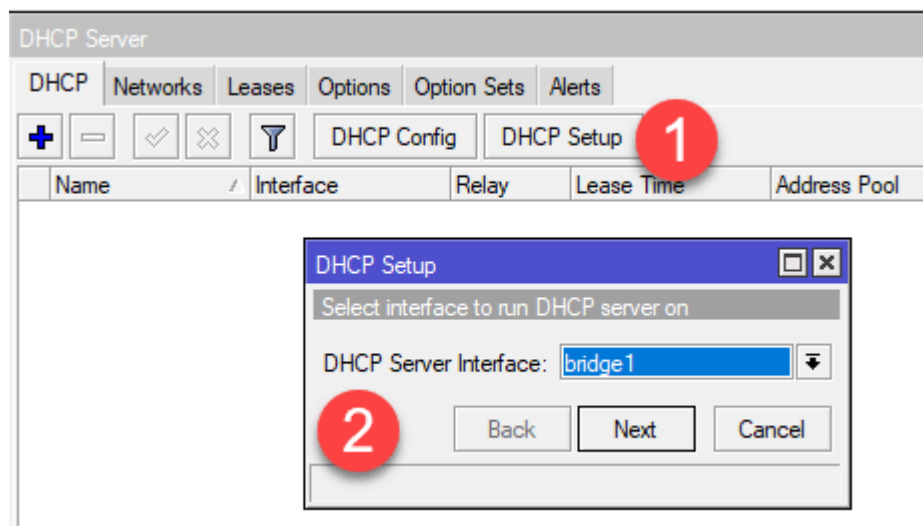 DHCP Server
DHCP Networks Leases Options Option Sets Alerts
DHCP Config DHCP Setup 1
Name Interface Relay Lease Time Address Pool
DHCP Setup
Select interface to run DHCP server on
DHCP Server Interface: bridge1
2 Back Next Cancel